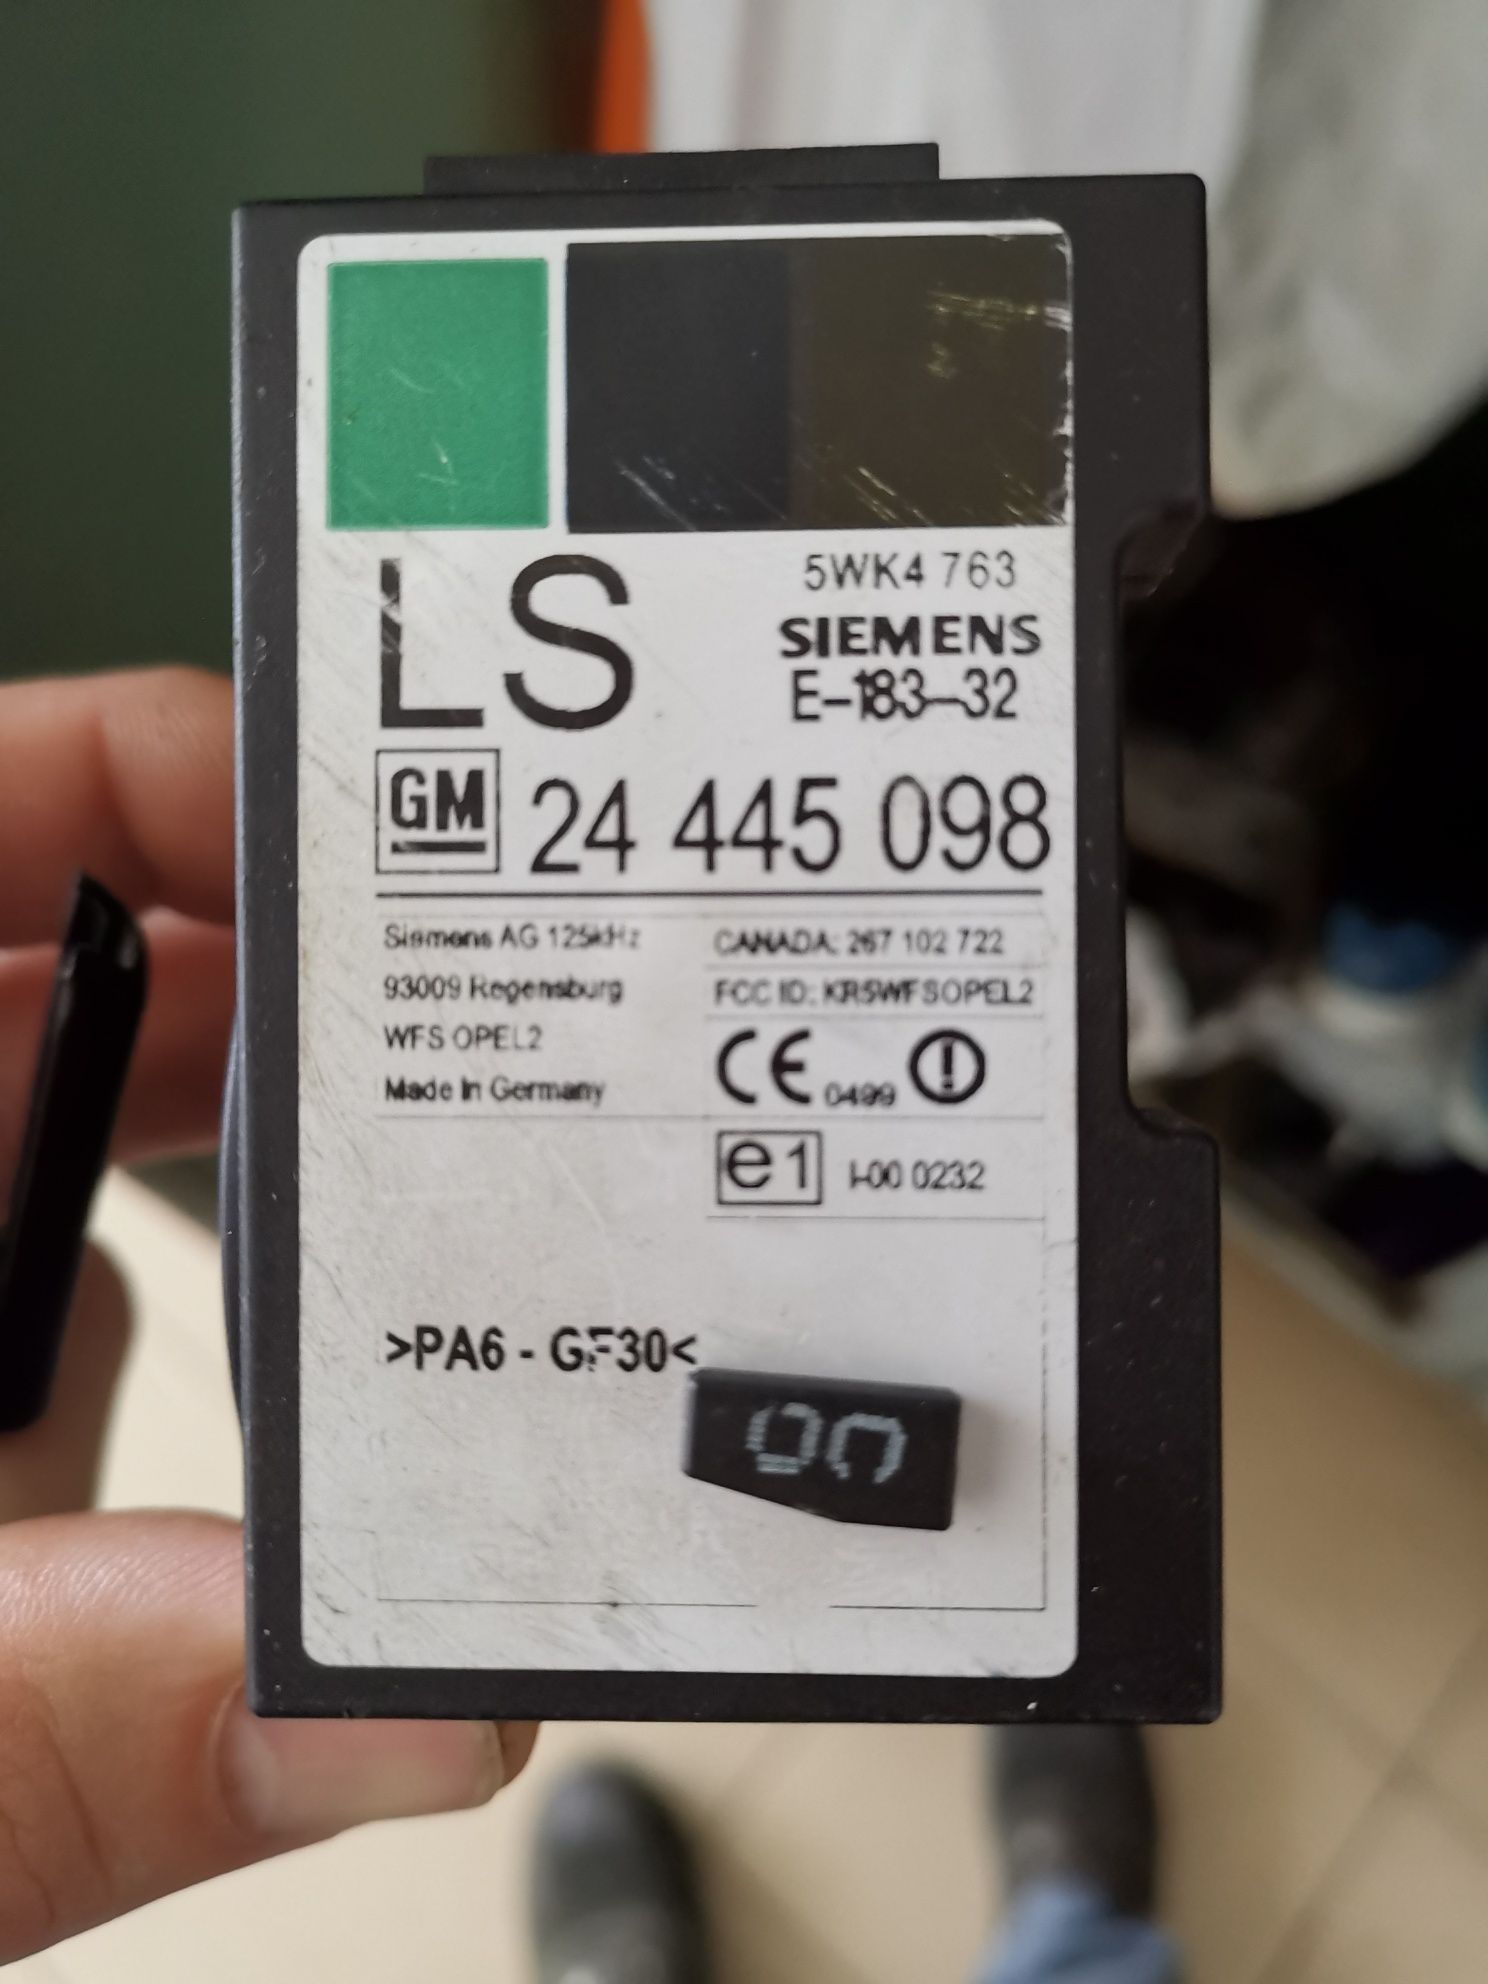 LS
5WK4 763
SIEMENS
E-183-32
GM 24 445 098
Siemens AG 125kHz
93009 Regensburg
WFS OPEL2
Made in Germany
CANADA: 267 102 722
FCC ID: KR5WFSOPEL2
CE 0499
e1 I-00 0232
>PA6 - GF30<